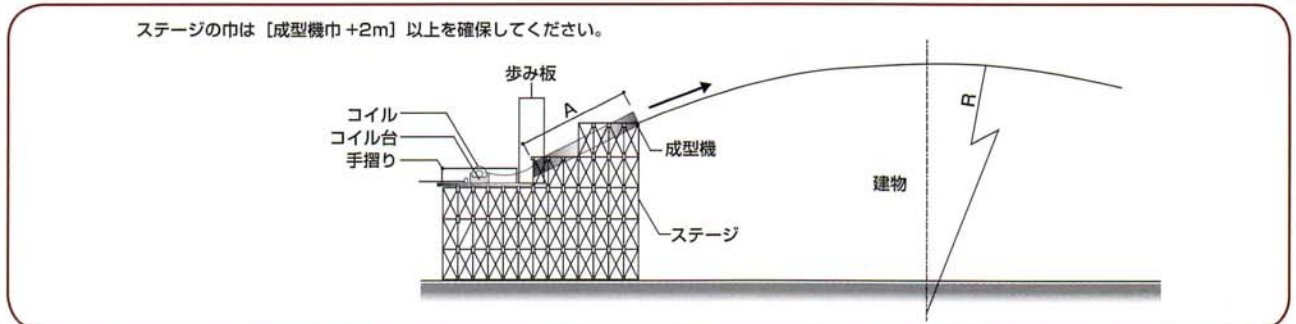 ステージの巾は［成型機巾+2m］以上を確保してください。
歩み板
A
コイル
コイル台
手摺り
成型機
R
建物
ステージ